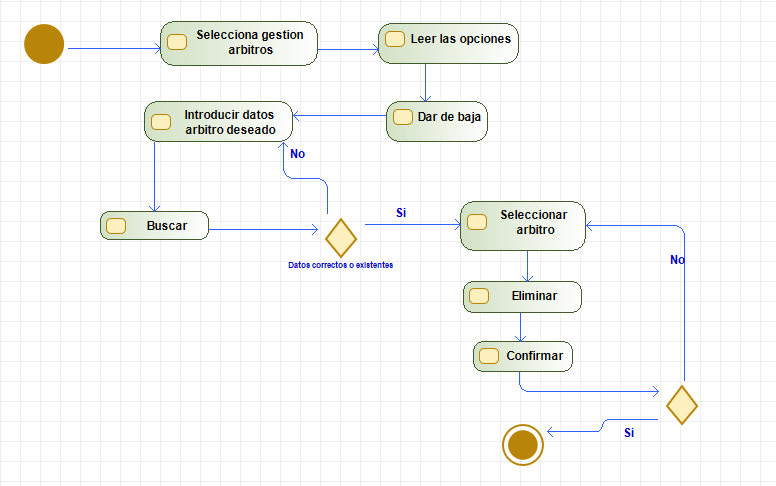 Selecciona gestion
arbitros
Leer las opciones
Dar de baja
Introducir datos
arbitro deseado
No
Buscar
Datos correctos o existentes
Si
Seleccionar
arbitro
No
Eliminar
Confirmar
Si